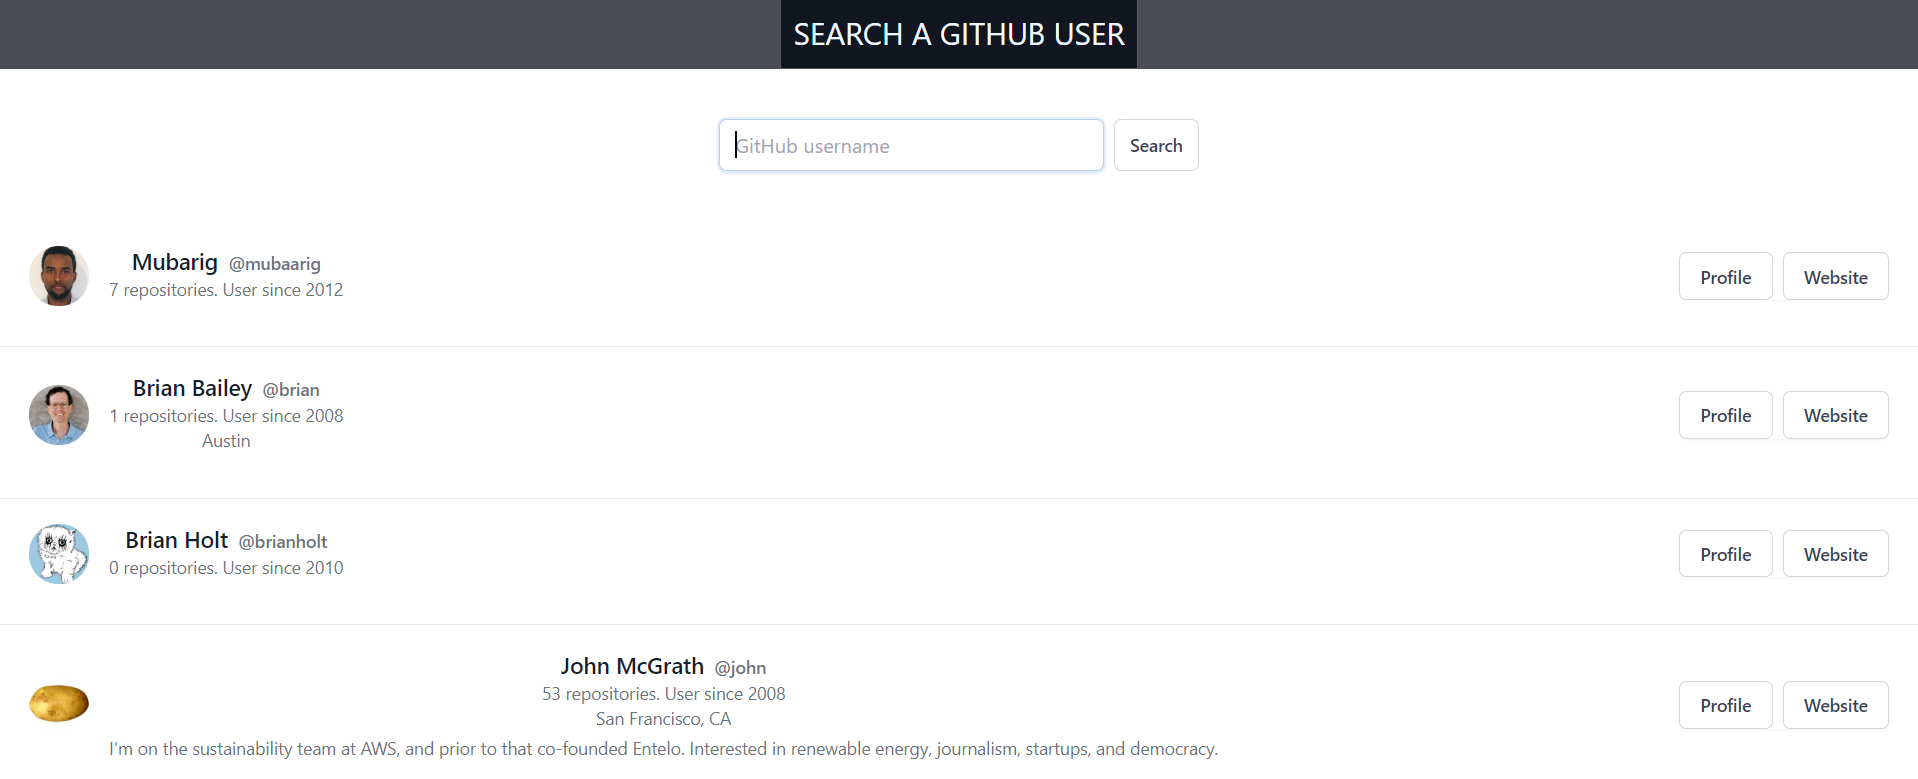 SEARCH A GITHUB USER
GitHub username
Search
Mubarig @mubaarig
7 repositories. User since 2012
Profile Website
Brian Bailey @brian
1 repositories. User since 2008
Austin
Profile Website
Brian Holt @brianholt
0 repositories. User since 2010
Profile Website
John McGrath @john
53 repositories. User since 2008
San Francisco, CA
I'm on the sustainability team at AWS, and prior to that co-founded Entelo. Interested in renewable energy, journalism, startups, and democracy.
Profile Website